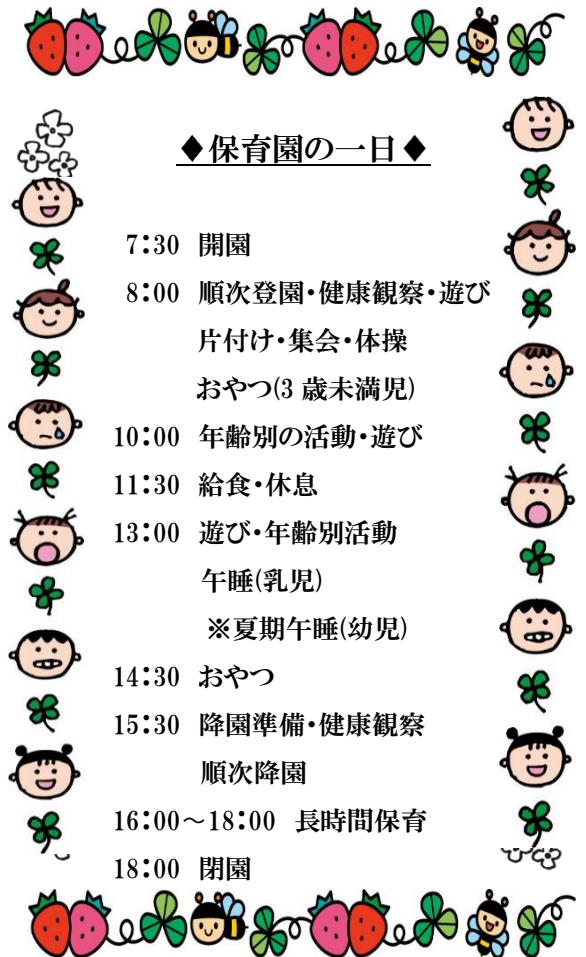 ◆保育園の一日◆
7:30 開園
8:00 順次登園・健康観察・遊び
片付け・集会・体操
おやつ(3 歳未満児)
10:00 年齢別の活動・遊び
11:30 給食・休息
13:00 遊び・年齢別活動
午睡(乳児)
※夏期午睡(幼児)
14:30 おやつ
15:30 降園準備・健康観察
順次降園
16:00～18:00 長時間保育
18:00 閉園